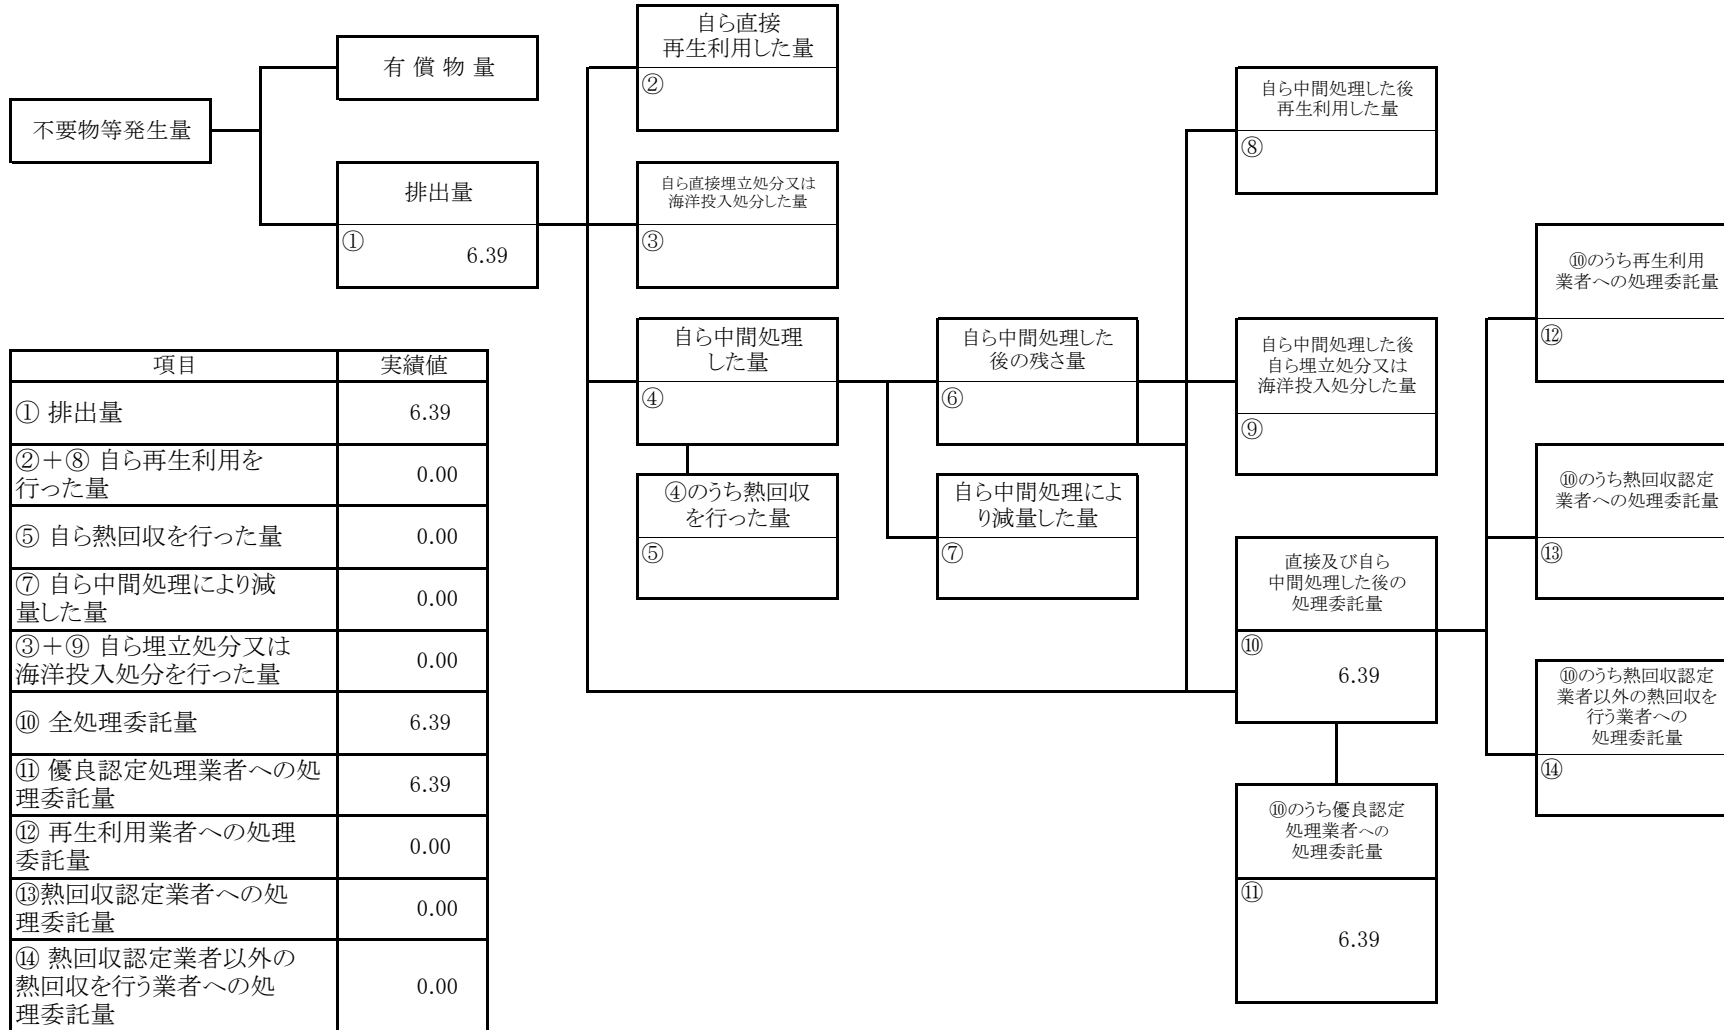 不要物等発生量
有 償 物 量
排出量
①
6.39
自ら直接
再生利用した量
②
自ら直接埋立処分又は
海洋投入処分した量
③
自ら中間処理
した量
④
④のうち熱回収
を行った量
⑤
自ら中間処理した
後の残さ量
⑥
自ら中間処理によ
り減量した量
⑦
自ら中間処理した後
再生利用した量
⑧
自ら中間処理した後
自ら埋立処分又は
海洋投入処分した量
⑨
直接及び自ら
中間処理した後の
処理委託量
⑩
6.39
⑩のうち優良認定
処理業者への
処理委託量
⑪
6.39
⑩のうち再生利用
業者への処理委託量
⑫
⑩のうち熱回収認定
業者への処理委託量
⑬
⑩のうち熱回収認定
業者以外の熱回収を
行う業者への
処理委託量
⑭
項目 実績値
① 排出量 6.39
②＋⑧ 自ら再生利用を
行った量 0.00
⑤ 自ら熱回収を行った量 0.00
⑦ 自ら中間処理により減
量した量 0.00
③＋⑨ 自ら埋立処分又は
海洋投入処分を行った量 0.00
⑩ 全処理委託量 6.39
⑪ 優良認定処理業者への処
理委託量 6.39
⑫ 再生利用業者への処理
委託量 0.00
⑬熱回収認定業者への処
理委託量 0.00
⑭ 熱回収認定業者以外の
熱回収を行う業者への処
理委託量 0.00